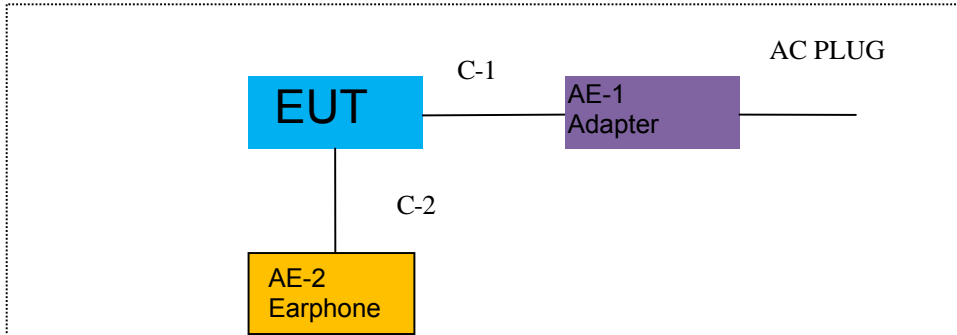 AC PLUG
C-1
EUT
AE-1
Adapter
C-2
AE-2
Earphone